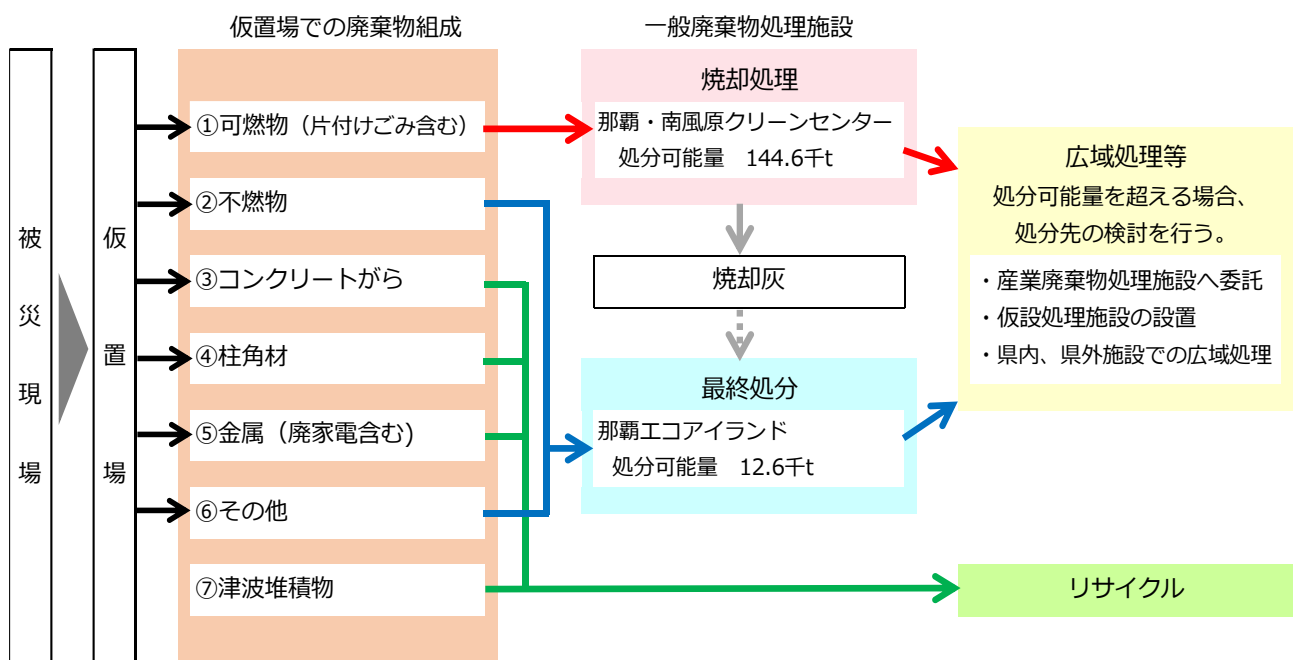 仮置場での廃棄物組成
一般廃棄物処理施設
被災現場
仮置場
①可燃物（片付けごみ含む）
②不燃物
③コンクリートがら
④柱角材
⑤金属（廃家電含む)
⑥その他
⑦津波堆積物
焼却処理
那覇・南風原クリーンセンター
処分可能量　144.6千t
焼却灰
最終処分
那覇エコアイランド
処分可能量　12.6千t
広域処理等
処分可能量を超える場合、
処分先の検討を行う。
・産業廃棄物処理施設へ委託
・仮設処理施設の設置
・県内、県外施設での広域処理
リサイクル